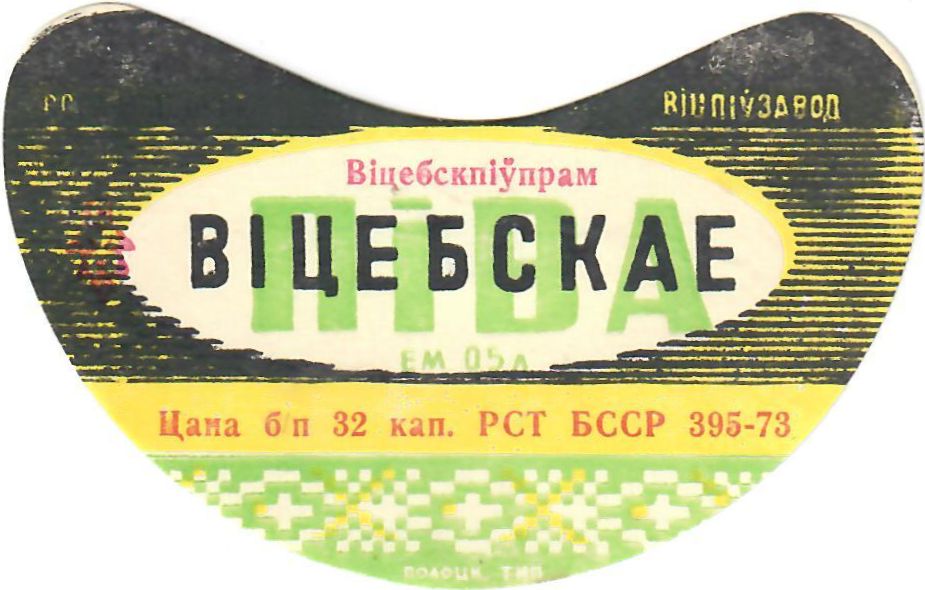 ВІЦПІЎЗАВОД
Віцебскпіўпрам
ВІЦЕБСКАЕ
ПІВА
ЕМ 0,5 Л
Цана б/п 32 кап. РСТ БССР 395-73
ПОЛОЦК. ТИП